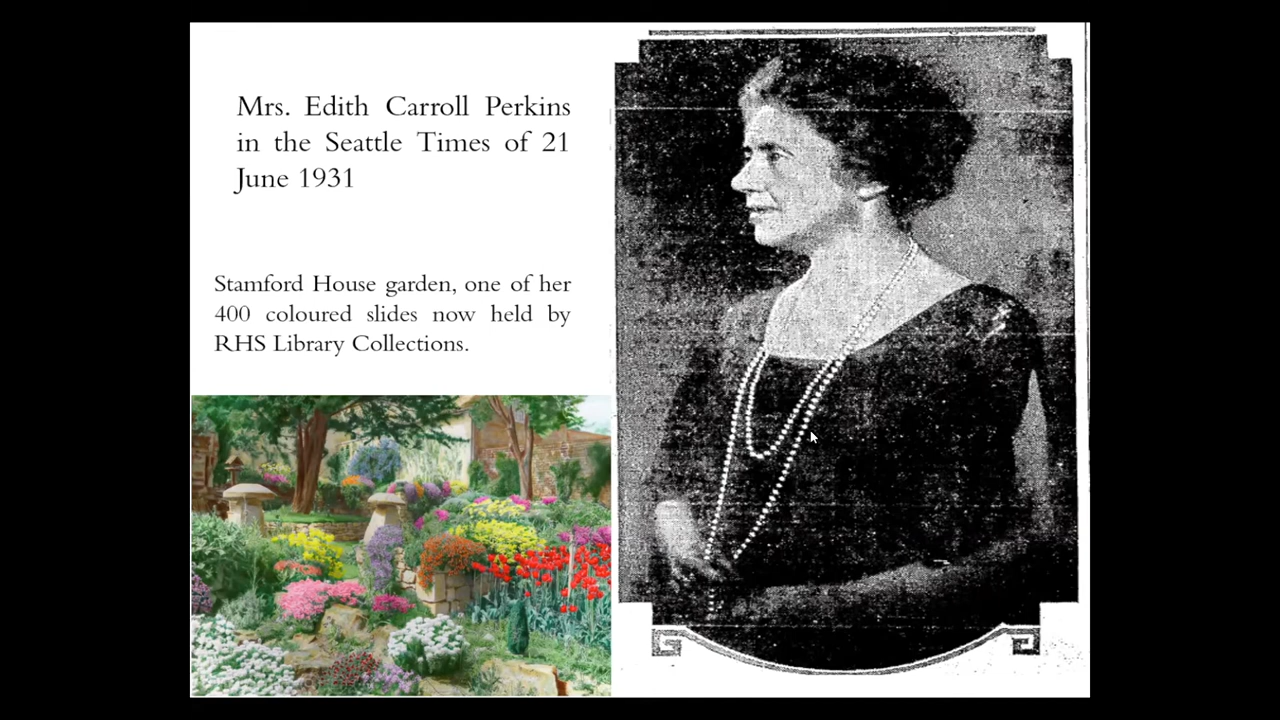 Mrs. Edith Carroll Perkins
in the Seattle Times of 21
June 1931
Stamford House garden, one of her
400 coloured slides now held by
RHS Library Collections.